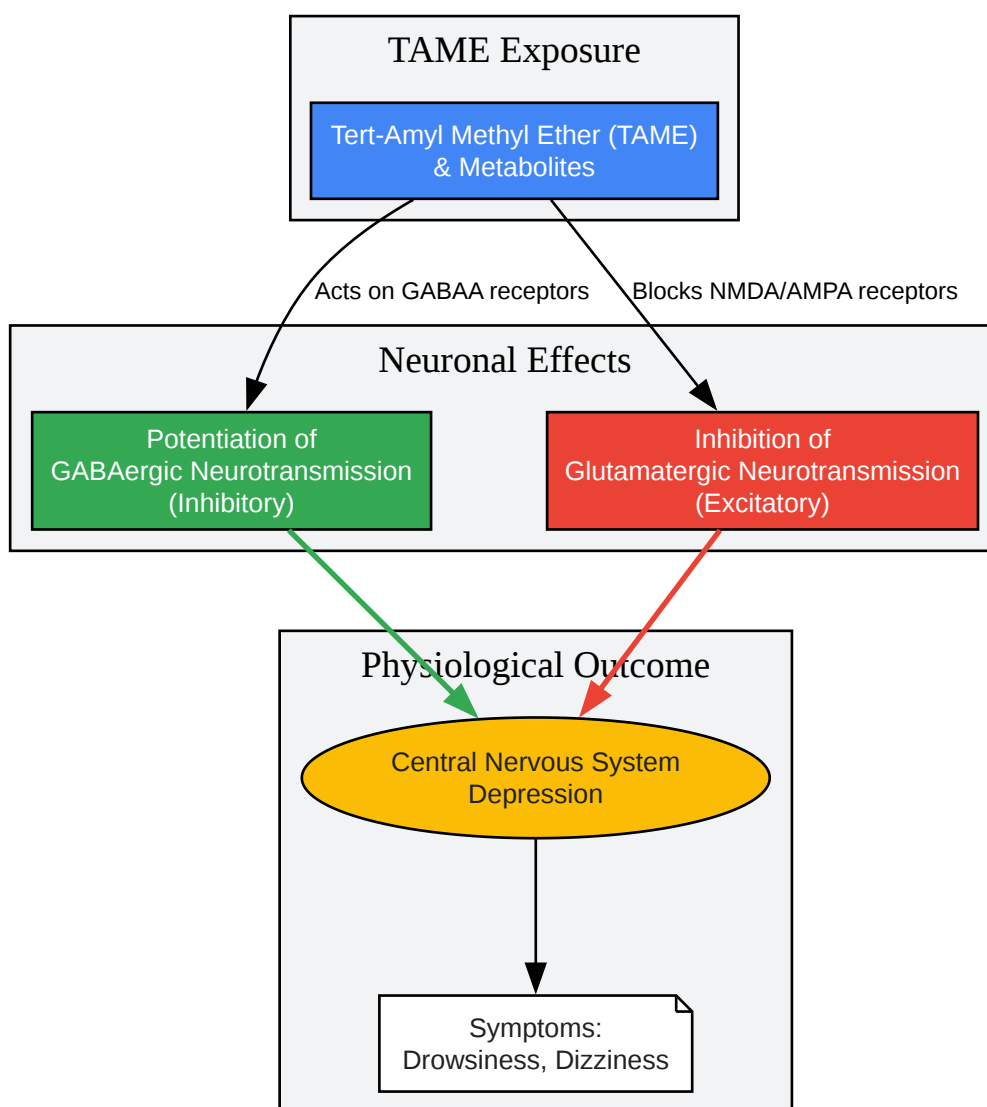 TAME Exposure
Tert-Amyl Methyl Ether (TAME)
& Metabolites
Acts on GABAA receptors
Blocks NMDA/AMPA receptors
Neuronal Effects
Potentiation of
GABAergic Neurotransmission
(Inhibitory)
Inhibition of
Glutamatergic Neurotransmission
(Excitatory)
Physiological Outcome
Central Nervous System
Depression
Symptoms:
Drowsiness, Dizziness